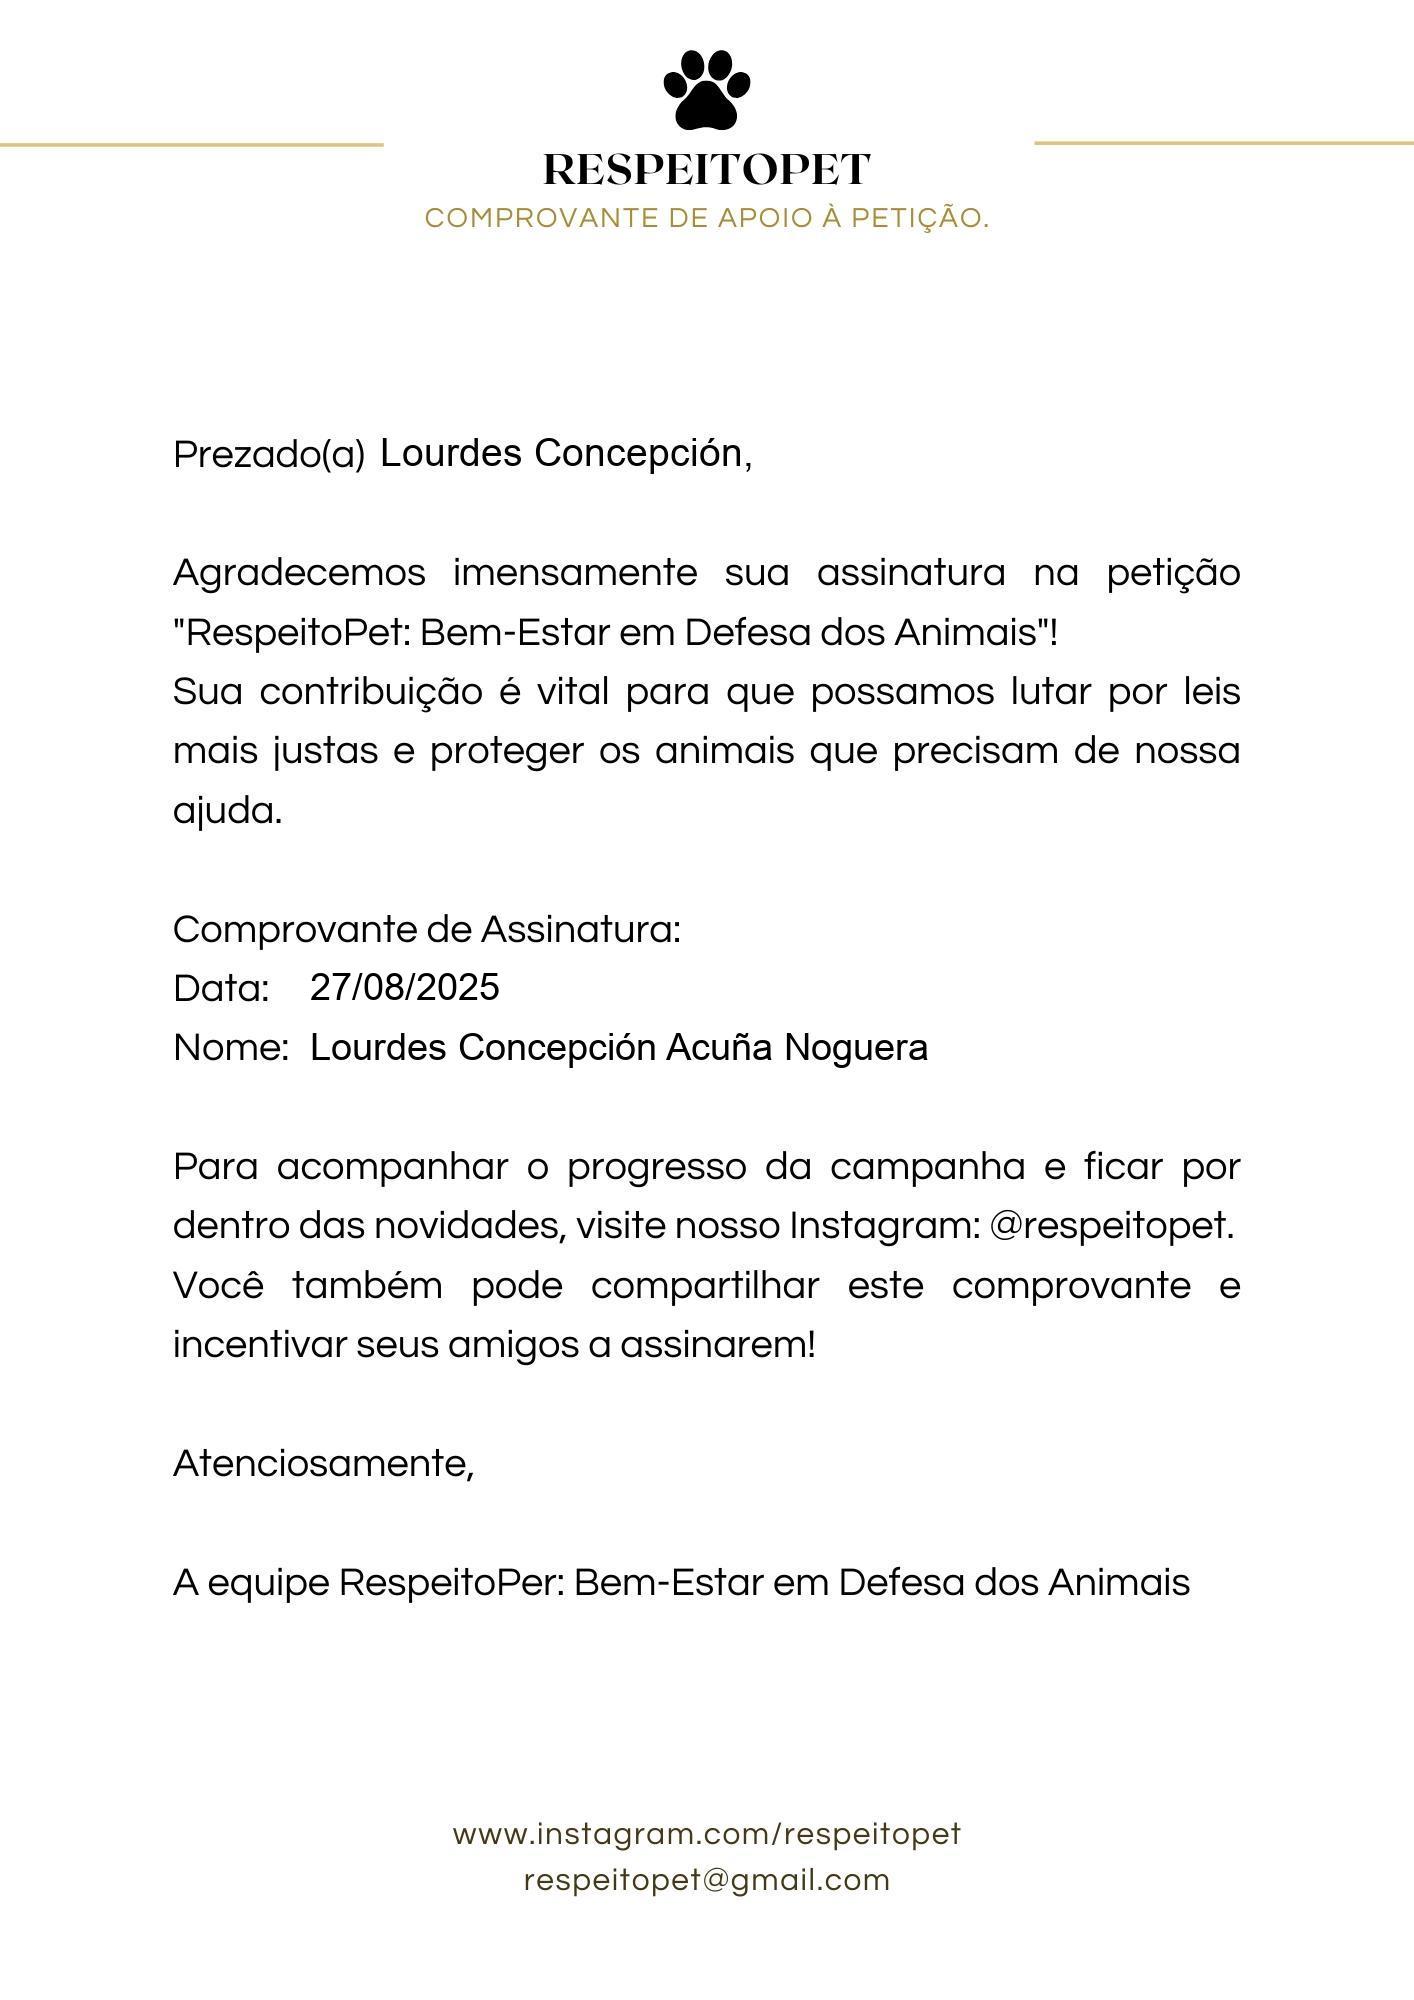 RESPEITOPET
COMPROVANTE DE APOIO À PETIÇÃO.
Prezado(a) Lourdes Concepción,
Agradecemos imensamente sua assinatura na petição
"RespeitoPet: Bem-Estar em Defesa dos Animais"!
Sua contribuição é vital para que possamos lutar por leis
mais justas e proteger os animais que precisam de nossa
ajuda.
Comprovante de Assinatura:
Data: 27/08/2025
Nome: Lourdes Concepción Acuña Noguera
Para acompanhar o progresso da campanha e ficar por
dentro das novidades, visite nosso Instagram: @respeitopet.
Você também pode compartilhar este comprovante e
incentivar seus amigos a assinarem!
Atenciosamente,
A equipe RespeitoPer: Bem-Estar em Defesa dos Animais
www.instagram.com/respeitopet
respeitopet@gmail.com